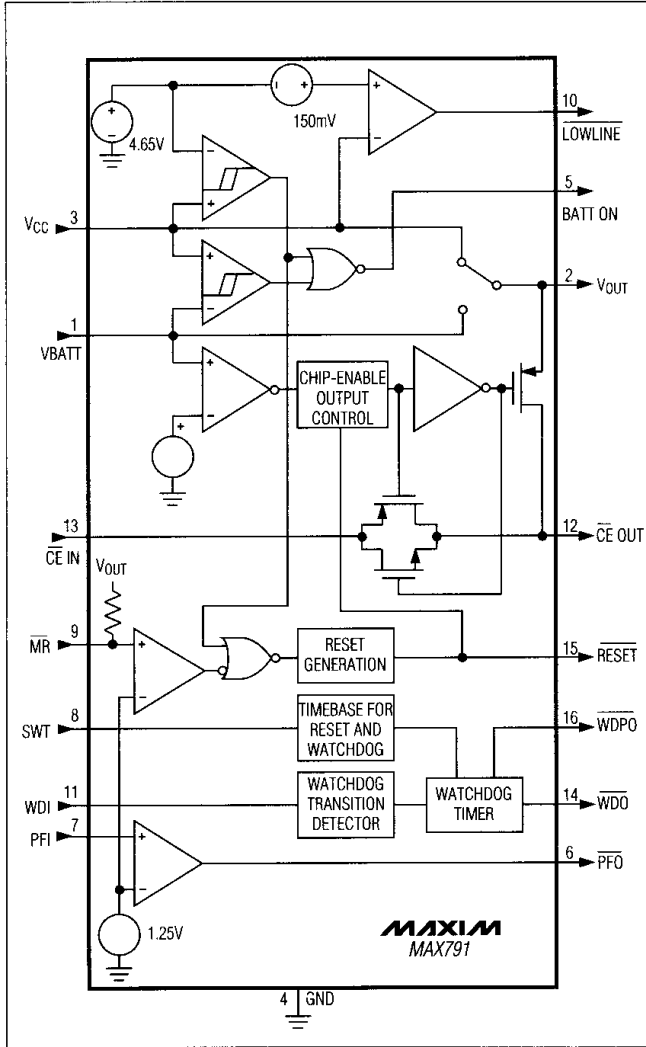 10
LOWLINE
150mV
4.65V
5
BATT ON
3
VCC
2
VOUT
1
VBATT
CHIP-ENABLE
OUTPUT
CONTROL
13
CE IN
12
CE OUT
VOUT
9
MR
RESET
GENERATION
15
RESET
8
SWT
TIMEBASE FOR
RESET AND
WATCHDOG
16
WDPO
11
WDI
WATCHDOG
TRANSITION
DETECTOR
WATCHDOG
TIMER
14
WDO
7
PFI
6
PFO
1.25V
MAXIM
MAX791
4 GND